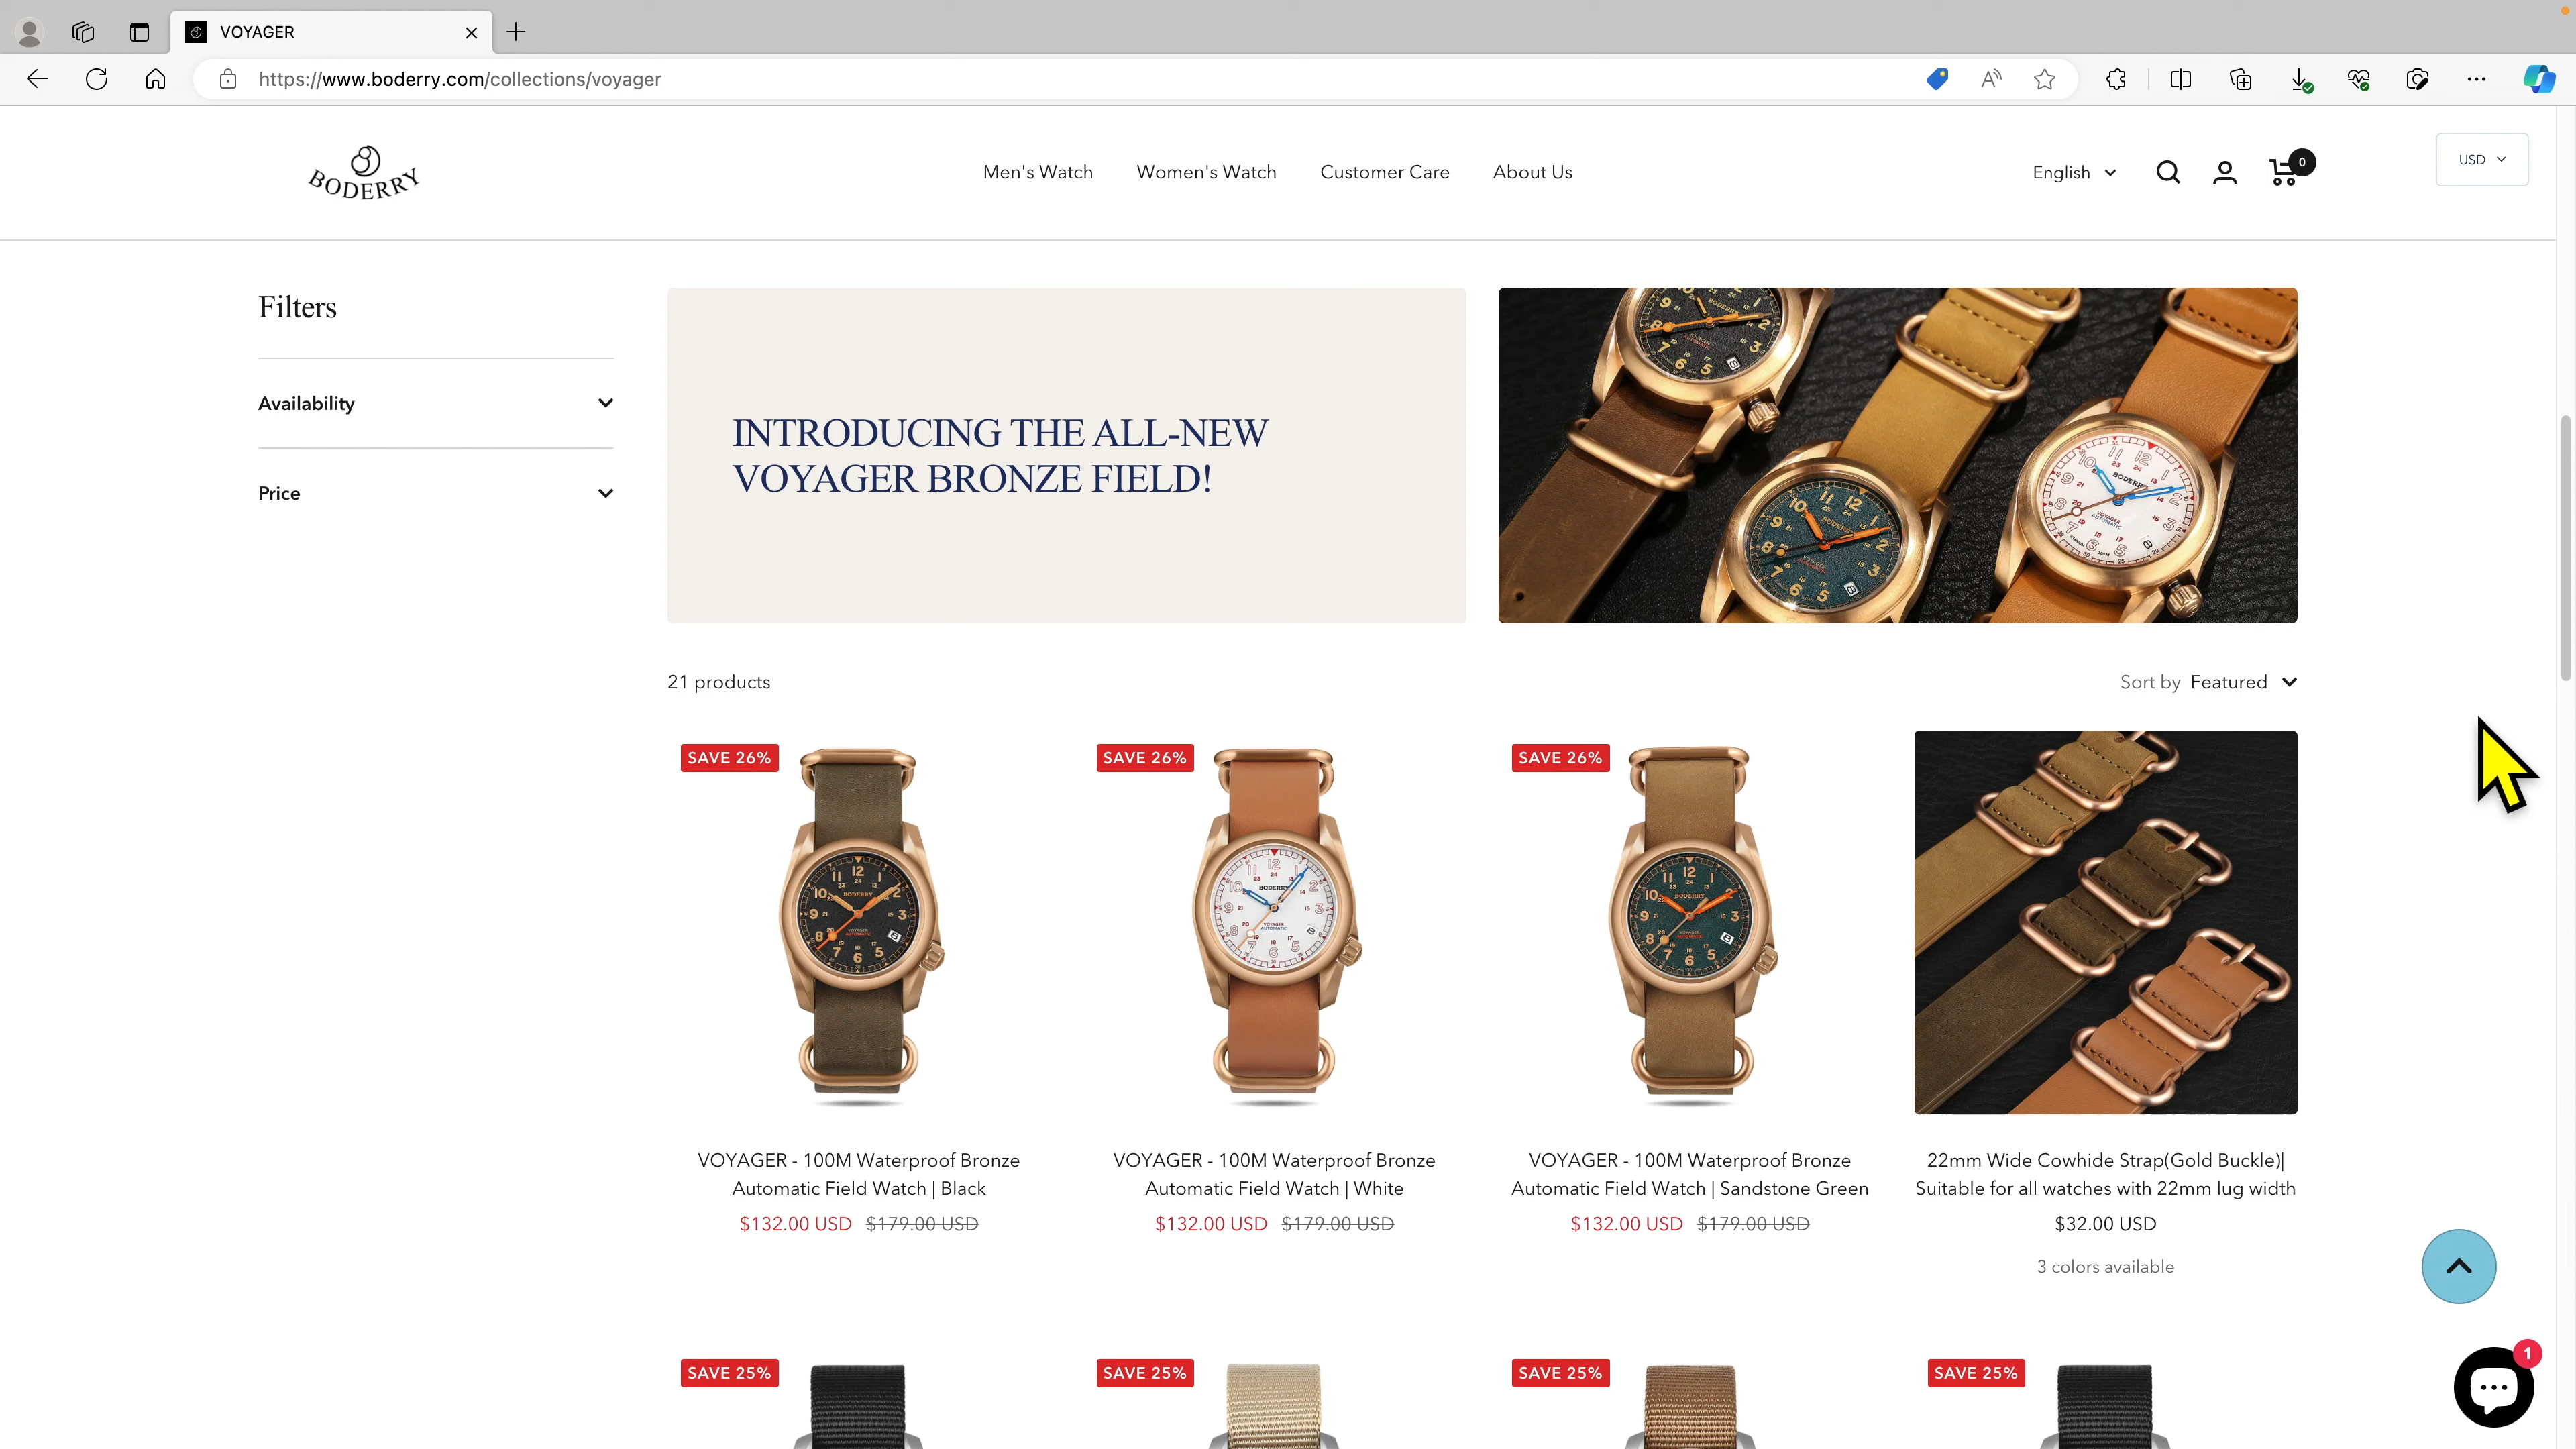 VOYAGER
https://www.boderry.com/collections/voyager
BODERRY
Men's Watch
Women's Watch
Customer Care
About Us
English
0
USD
Filters
Availability
Price
INTRODUCING THE ALL-NEW
VOYAGER BRONZE FIELD!
21 products
Sort by Featured
SAVE 26%
SAVE 26%
SAVE 26%
VOYAGER - 100M Waterproof Bronze
Automatic Field Watch | Black
$132.00 USD $179.00 USD
VOYAGER - 100M Waterproof Bronze
Automatic Field Watch | White
$132.00 USD $179.00 USD
VOYAGER - 100M Waterproof Bronze
Automatic Field Watch | Sandstone Green
$132.00 USD $179.00 USD
22mm Wide Cowhide Strap(Gold Buckle)|
Suitable for all watches with 22mm lug width
$32.00 USD
3 colors available
SAVE 25%
SAVE 25%
SAVE 25%
SAVE 25%
1